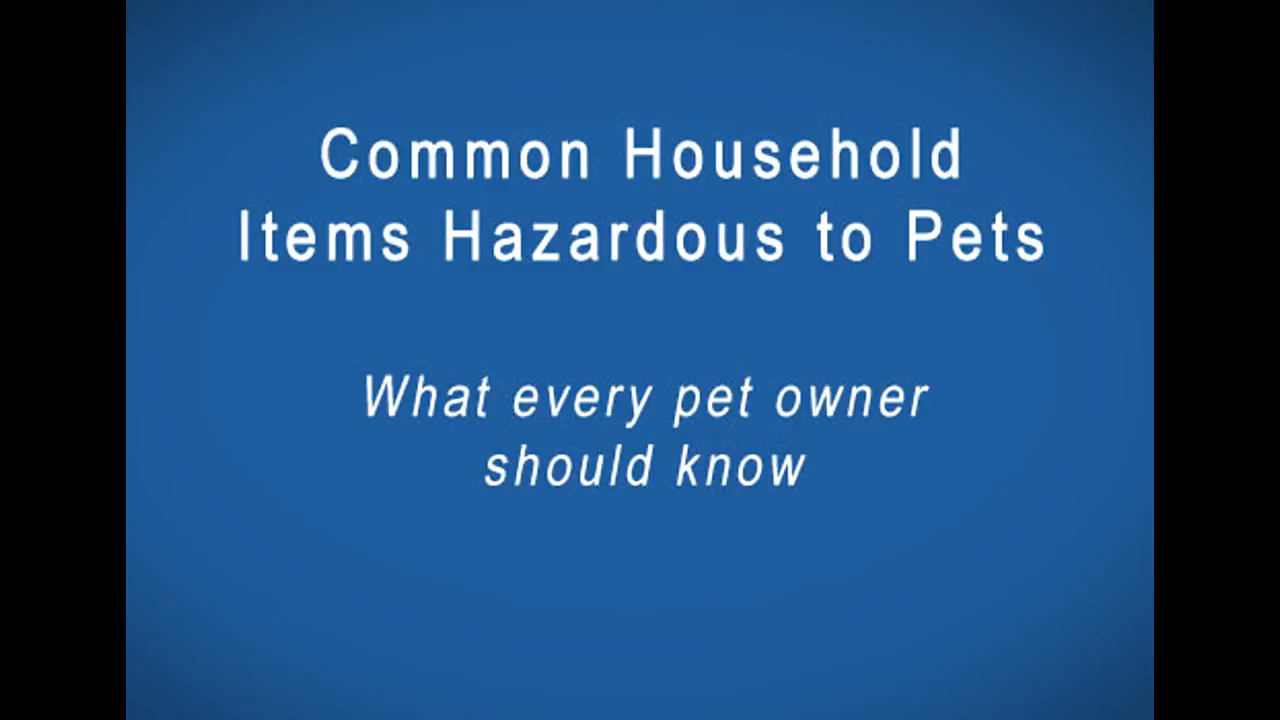 Common Household
Items Hazardous to Pets
What every pet owner
should know